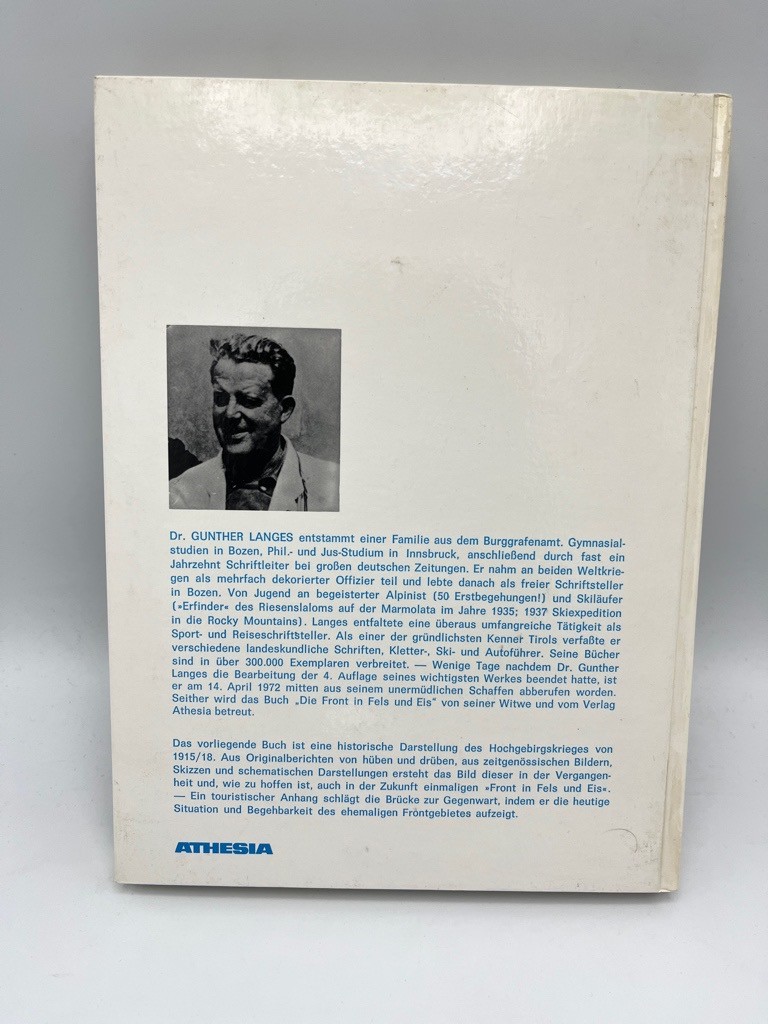 Dr. GUNTHER LANGES entstammt einer Familie aus dem Burggrafenamt. Gymnasial-
studien in Bozen, Phil.- und Jus-Studium in Innsbruck, anschließend durch fast ein
Jahrzehnt Schriftleiter bei großen deutschen Zeitungen. Er nahm an beiden Weltkrie-
gen als mehrfach dekorierter Offizier teil und lebte danach als freier Schriftsteller
in Bozen. Von Jugend an begeisterter Alpinist (50 Erstbegehungen!) und Skiläufer
(»Erfinder« des Riesenslaloms auf der Marmolata im Jahre 1935; 1937 Skiexpedition
in die Rocky Mountains). Langes entfaltete eine überaus umfangreiche Tätigkeit als
Sport- und Reiseschriftsteller. Als einer der gründlichsten Kenner Tirols verfaßte er
verschiedene landeskundliche Schriften, Kletter-, Ski- und Autoführer. Seine Bücher
sind in über 300.000 Exemplaren verbreitet. — Wenige Tage nachdem Dr. Gunther
Langes die Bearbeitung der 4. Auflage seines wichtigsten Werkes beendet hatte, ist
er am 14. April 1972 mitten aus seinem unermüdlichen Schaffen abberufen worden.
Seither wird das Buch „Die Front in Fels und Eis" von seiner Witwe und vom Verlag
Athesia betreut.
Das vorliegende Buch ist eine historische Darstellung des Hochgebirgskrieges von
1915/18. Aus Originalberichten von hüben und drüben, aus zeitgenössischen Bildern,
Skizzen und schematischen Darstellungen ersteht das Bild dieser in der Vergangen-
heit und, wie zu hoffen ist, auch in der Zukunft einmaligen »Front in Fels und Eis«.
— Ein touristischer Anhang schlägt die Brücke zur Gegenwart, indem er die heutige
Situation und Begehbarkeit des ehemaligen Frontgebietes aufzeigt.
ATHESIA